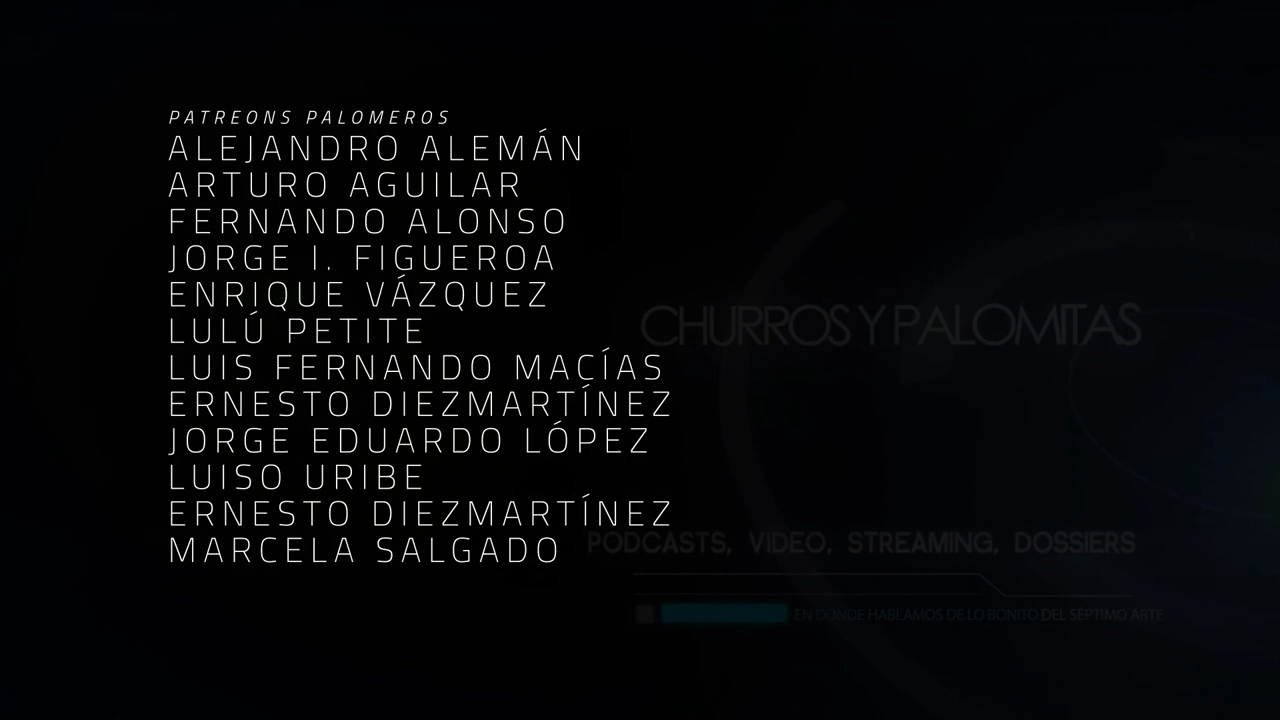 PATREONS PALOMEROS
ALEJANDRO ALEMÁN
ARTURO AGUILAR
FERNANDO ALONSO
JORGE I. FIGUEROA
ENRIQUE VÁZQUEZ
LULÚ PETITE
LUIS FERNANDO MACÍAS
ERNESTO DIEZMARTÍNEZ
JORGE EDUARDO LÓPEZ
LUISO URIBE
ERNESTO DIEZMARTÍNEZ
MARCELA SALGADO
CHURROS Y PALOMITAS
PODCASTS, VIDEO, STREAMING, DOSSIERS
EN DONDE HABLAMOS DE LO BONITO DEL SÉPTIMO ARTE